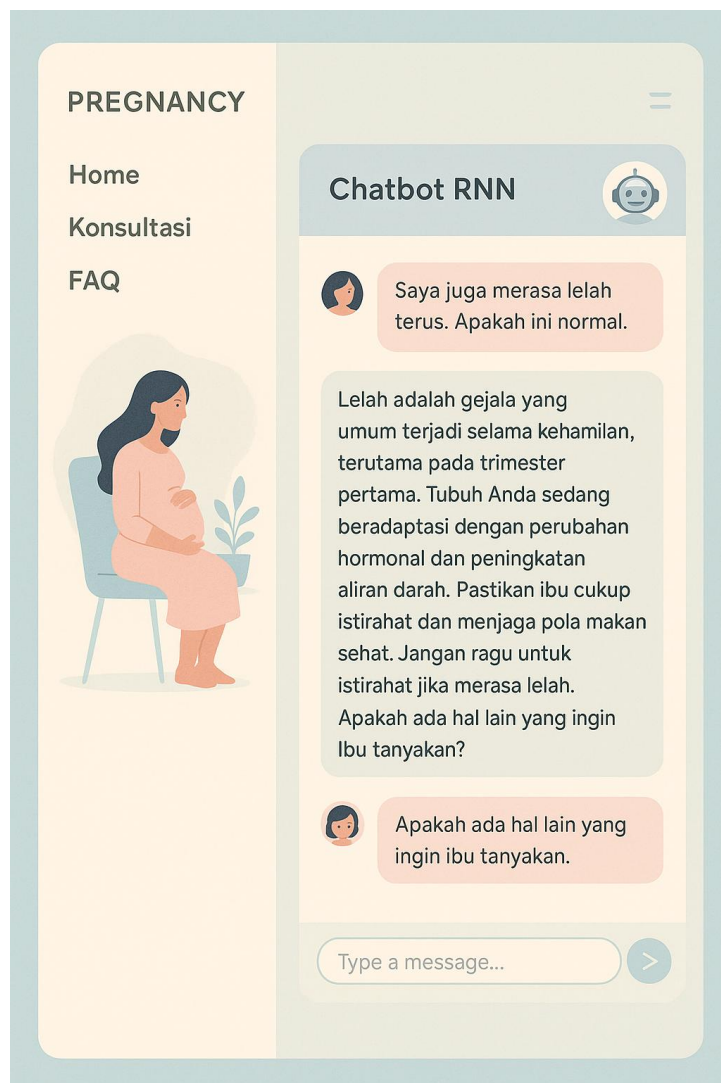 PREGNANCY
Home
Konsultasi
FAQ
Chatbot RNN
Saya juga merasa lelah
terus. Apakah ini normal.
Lelah adalah gejala yang
umum terjadi selama kehamilan,
terutama pada trimester
pertama. Tubuh Anda sedang
beradaptasi dengan perubahan
hormonal dan peningkatan
aliran darah. Pastikan ibu cukup
istirahat dan menjaga pola makan
sehat. Jangan ragu untuk
istirahat jika merasa lelah.
Apakah ada hal lain yang ingin
Ibu tanyakan?
Apakah ada hal lain yang
ingin ibu tanyakan.
Type a message...